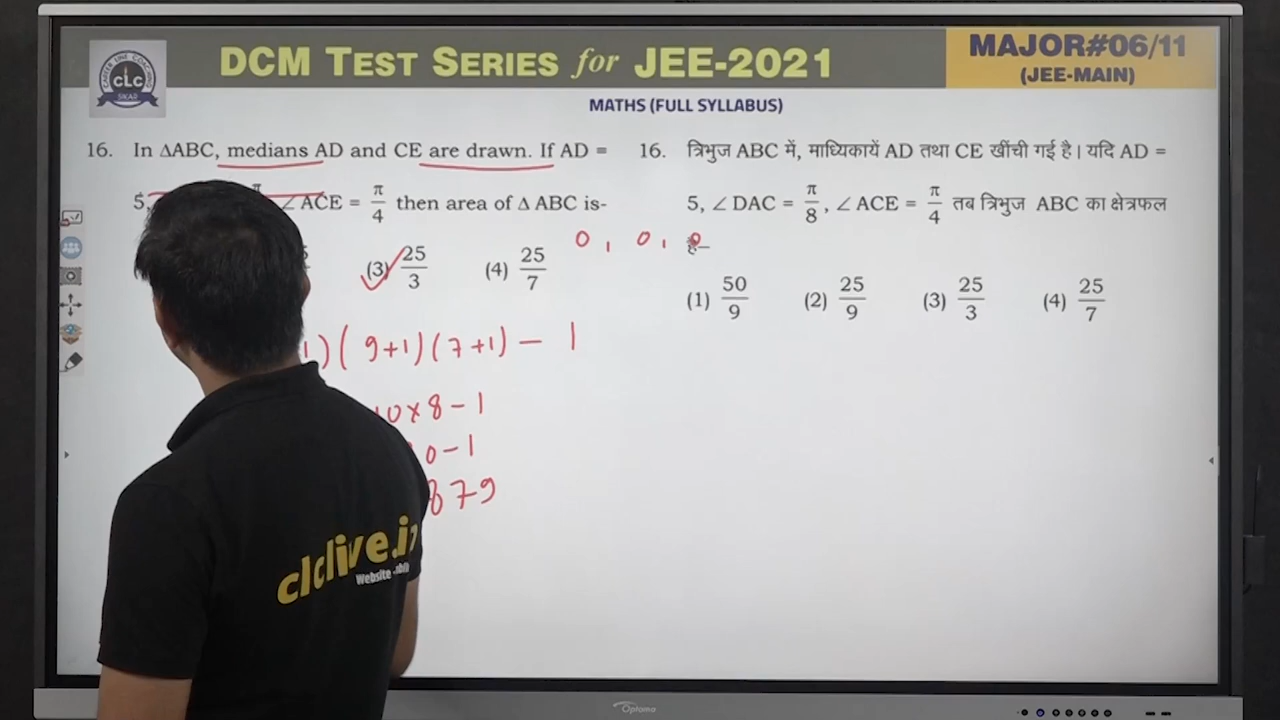 DCM TEST SERIES for JEE-2021
MAJOR#06/11
(JEE-MAIN)
CLC
SIKAR
MATHS (FULL SYLLABUS)
16. In ΔABC, medians AD and CE are drawn. If AD =
5, ∠ ACE = π/4 then area of Δ ABC is-
(3) 25/3 (4) 25/7
16. त्रिभुज ABC में, माध्यिकायें AD तथा CE खींची गई है। यदि AD =
5, ∠ DAC = π/8, ∠ ACE = π/4 तब त्रिभुज ABC का क्षेत्रफल
है–
(1) 50/9 (2) 25/9 (3) 25/3 (4) 25/7
0, 0, 0
1)(9+1)(7+1) – 1
10×8–1
0–1
879
clclive.in
Website
Optoma